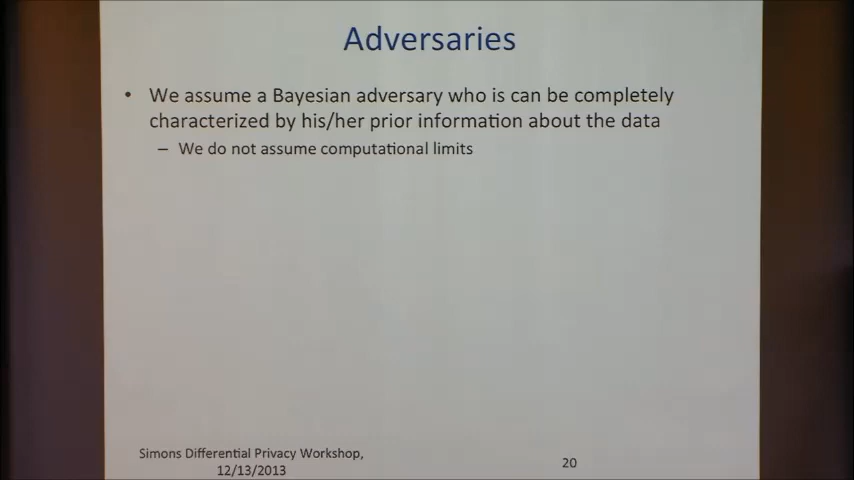 Adversaries
• We assume a Bayesian adversary who is can be completely
characterized by his/her prior information about the data
– We do not assume computational limits
Simons Differential Privacy Workshop,
12/13/2013
20